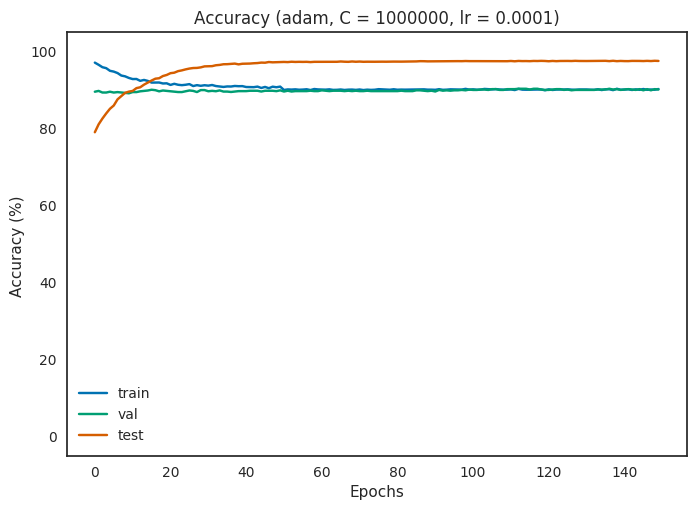 Accuracy (adam, C = 1000000, lr = 0.0001)
Accuracy (%)
100
80
60
40
20
0
train
val
test
0 20 40 60 80 100 120 140
Epochs